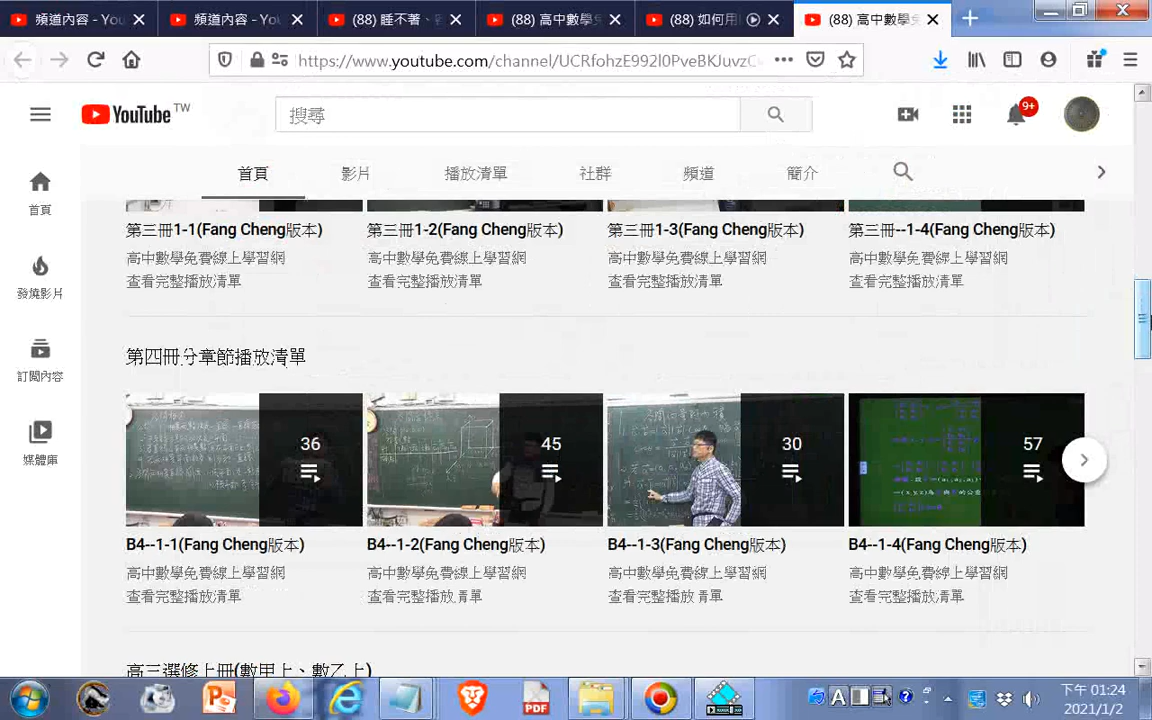 頻道內容 - You
頻道內容 - You
(88) 睡不著、
(88) 高中數學免
(88) 如何用
(88) 高中數學免
https://www.youtube.com/channel/UCRfohzE992l0PveBKJuvzC
YouTube TW
搜尋
9+
首頁 影片 播放清單 社群 頻道 簡介
首頁
發燒影片
訂閱內容
媒體庫
第三冊1-1(Fang Cheng版本)
高中數學免費線上學習網
查看完整播放清單
第三冊1-2(Fang Cheng版本)
高中數學免費線上學習網
查看完整播放清單
第三冊1-3(Fang Cheng版本)
高中數學免費線上學習網
查看完整播放清單
第三冊--1-4(Fang Cheng版本)
高中數學免費線上學習網
查看完整播放清單
第四冊分章節播放清單
36
B4--1-1(Fang Cheng版本)
高中數學免費線上學習網
查看完整播放清單
45
B4--1-2(Fang Cheng版本)
高中數學免費線上學習網
查看完整播放清單
30
B4--1-3(Fang Cheng版本)
高中數學免費線上學習網
查看完整播放清單
57
B4--1-4(Fang Cheng版本)
高中數學免費線上學習網
查看完整播放清單
高三選修上冊(數甲上、數乙上)
PDF
A
下午 01:24
2021/1/2